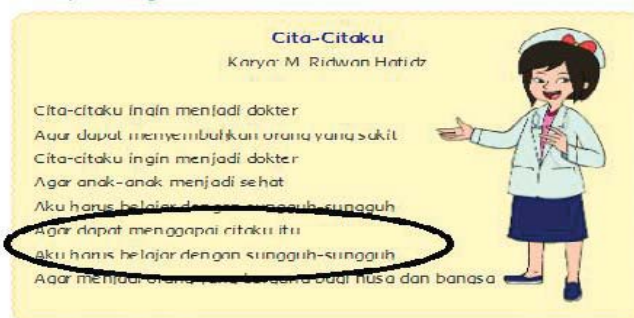 Cita-Citaku
Karya: M. Ridwan Hafidz
Cita-citaku ingin menjadi dokter
Agar dapat menyembuhkan orang yang sakit
Cita-citaku ingin menjadi dokter
Agar anak-anak menjadi sehat
Aku harus belajar dengan sungguh-sungguh
Agar dapat menggapai citaku itu
Aku harus belajar dengan sungguh-sungguh
Agar menjadi orang yang berguna bagi nusa dan bangsa